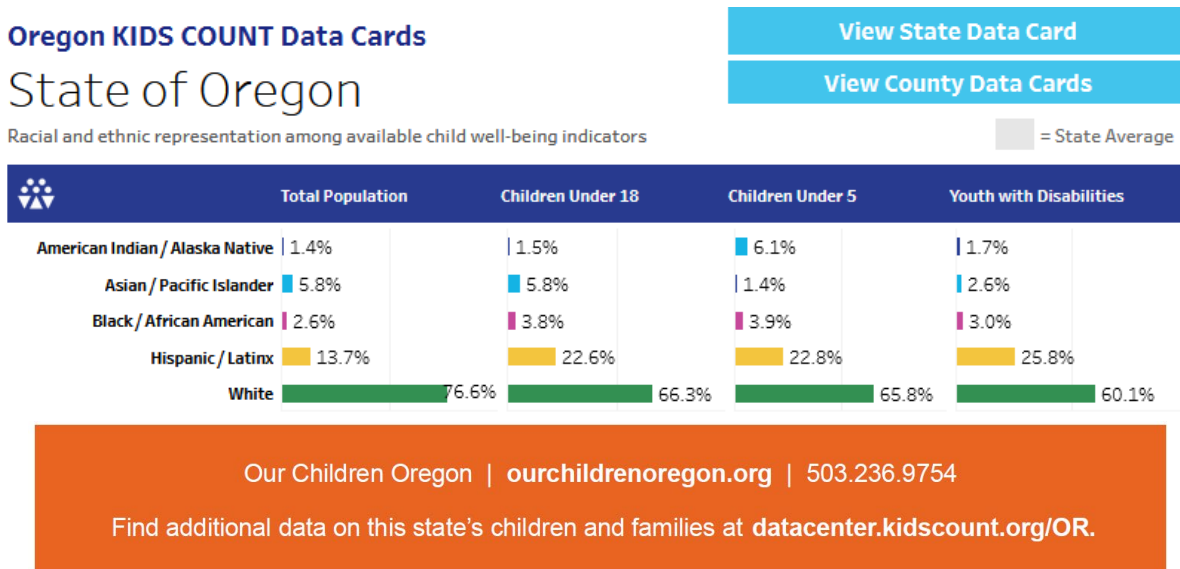 Oregon KIDS COUNT Data Cards
View State Data Card
State of Oregon
View County Data Cards
Racial and ethnic representation among available child well-being indicators
= State Average
Total Population Children Under 18 Children Under 5 Youth with Disabilities
American Indian / Alaska Native 1.4% 1.5% 6.1% 1.7%
Asian / Pacific Islander 5.8% 5.8% 1.4% 2.6%
Black / African American 2.6% 3.8% 3.9% 3.0%
Hispanic / Latinx 13.7% 22.6% 22.8% 25.8%
White 76.6% 66.3% 65.8% 60.1%
Our Children Oregon | ourchildrenoregon.org | 503.236.9754
Find additional data on this state's children and families at datacenter.kidscount.org/OR.